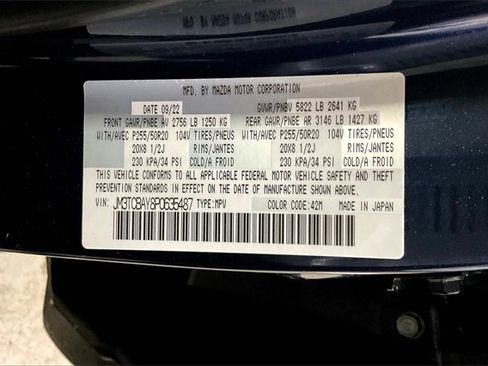 MFD. BY MAZDA MOTOR CORPORATION
DATE 09/22 GVWR/PNBV 5822 LB 2641 KG
FRONT GAWR/PNBE AV 2756 LB 1250 KG REAR GAWR/PNBE AR 3146 LB 1427 KG
WITH/AVEC P255/50R20 104V TIRES/PNEUS WITH/AVEC P255/50R20 104V TIRES/PNEUS
20X8 1/2J RIMS/JANTES 20X8 1/2J RIMS/JANTES
230 KPA/34 PSI COLD/A FROID 230 KPA/34 PSI COLD/A FROID
THIS VEHICLE CONFORMS TO ALL APPLICABLE FEDERAL MOTOR VEHICLE SAFETY AND THEFT
PREVENTION STANDARDS IN EFFECT ON THE DATE OF MANUFACTURE SHOWN ABOVE.
VIN: JM3TCBAY8P0635487 TYPE:MPV COLOR CODE:42M MADE IN JAPAN